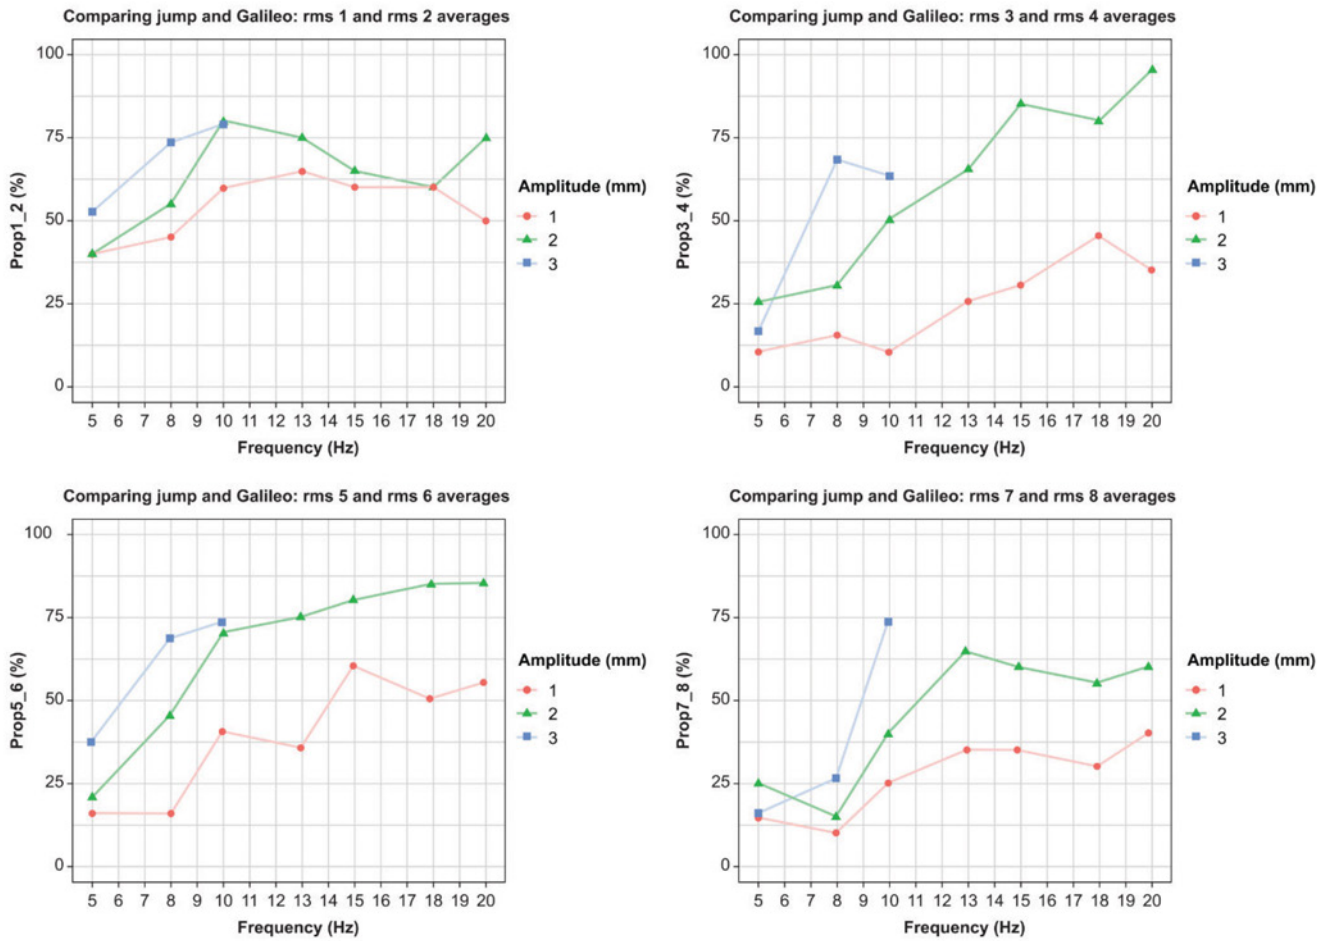 Comparing jump and Galileo: rms 1 and rms 2 averages
Prop1_2 (%)
100
75
50
25
0
5 6 7 8 9 10 11 12 13 14 15 16 17 18 19 20
Frequency (Hz)
Amplitude (mm)
1
2
3
Comparing jump and Galileo: rms 3 and rms 4 averages
Prop3_4 (%)
100
75
50
25
0
5 6 7 8 9 10 11 12 13 14 15 16 17 18 19 20
Frequency (Hz)
Amplitude (mm)
1
2
3
Comparing jump and Galileo: rms 5 and rms 6 averages
Prop5_6 (%)
100
75
50
25
0
5 6 7 8 9 10 11 12 13 14 15 16 17 18 19 20
Frequency (Hz)
Amplitude (mm)
1
2
3
Comparing jump and Galileo: rms 7 and rms 8 averages
Prop7_8 (%)
100
75
50
25
0
5 6 7 8 9 10 11 12 13 14 15 16 17 18 19 20
Frequency (Hz)
Amplitude (mm)
1
2
3